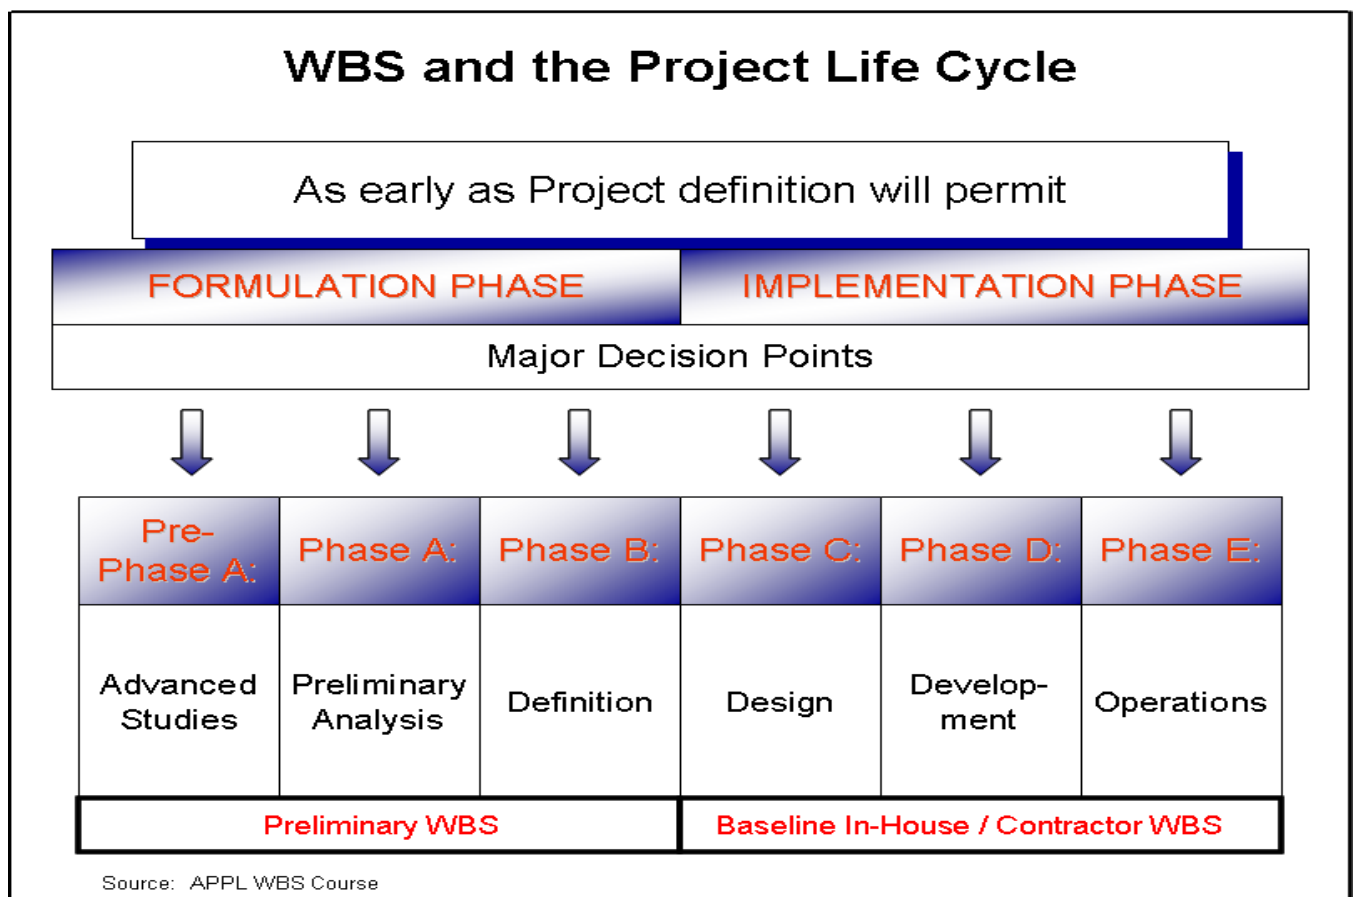 WBS and the Project Life Cycle
As early as Project definition will permit
FORMULATION PHASE
IMPLEMENTATION PHASE
Major Decision Points
Pre-
Phase A:
Phase A:
Phase B:
Phase C:
Phase D:
Phase E:
Advanced
Studies
Preliminary
Analysis
Definition
Design
Develop-
ment
Operations
Preliminary WBS
Baseline In-House / Contractor WBS
Source: APPL WBS Course